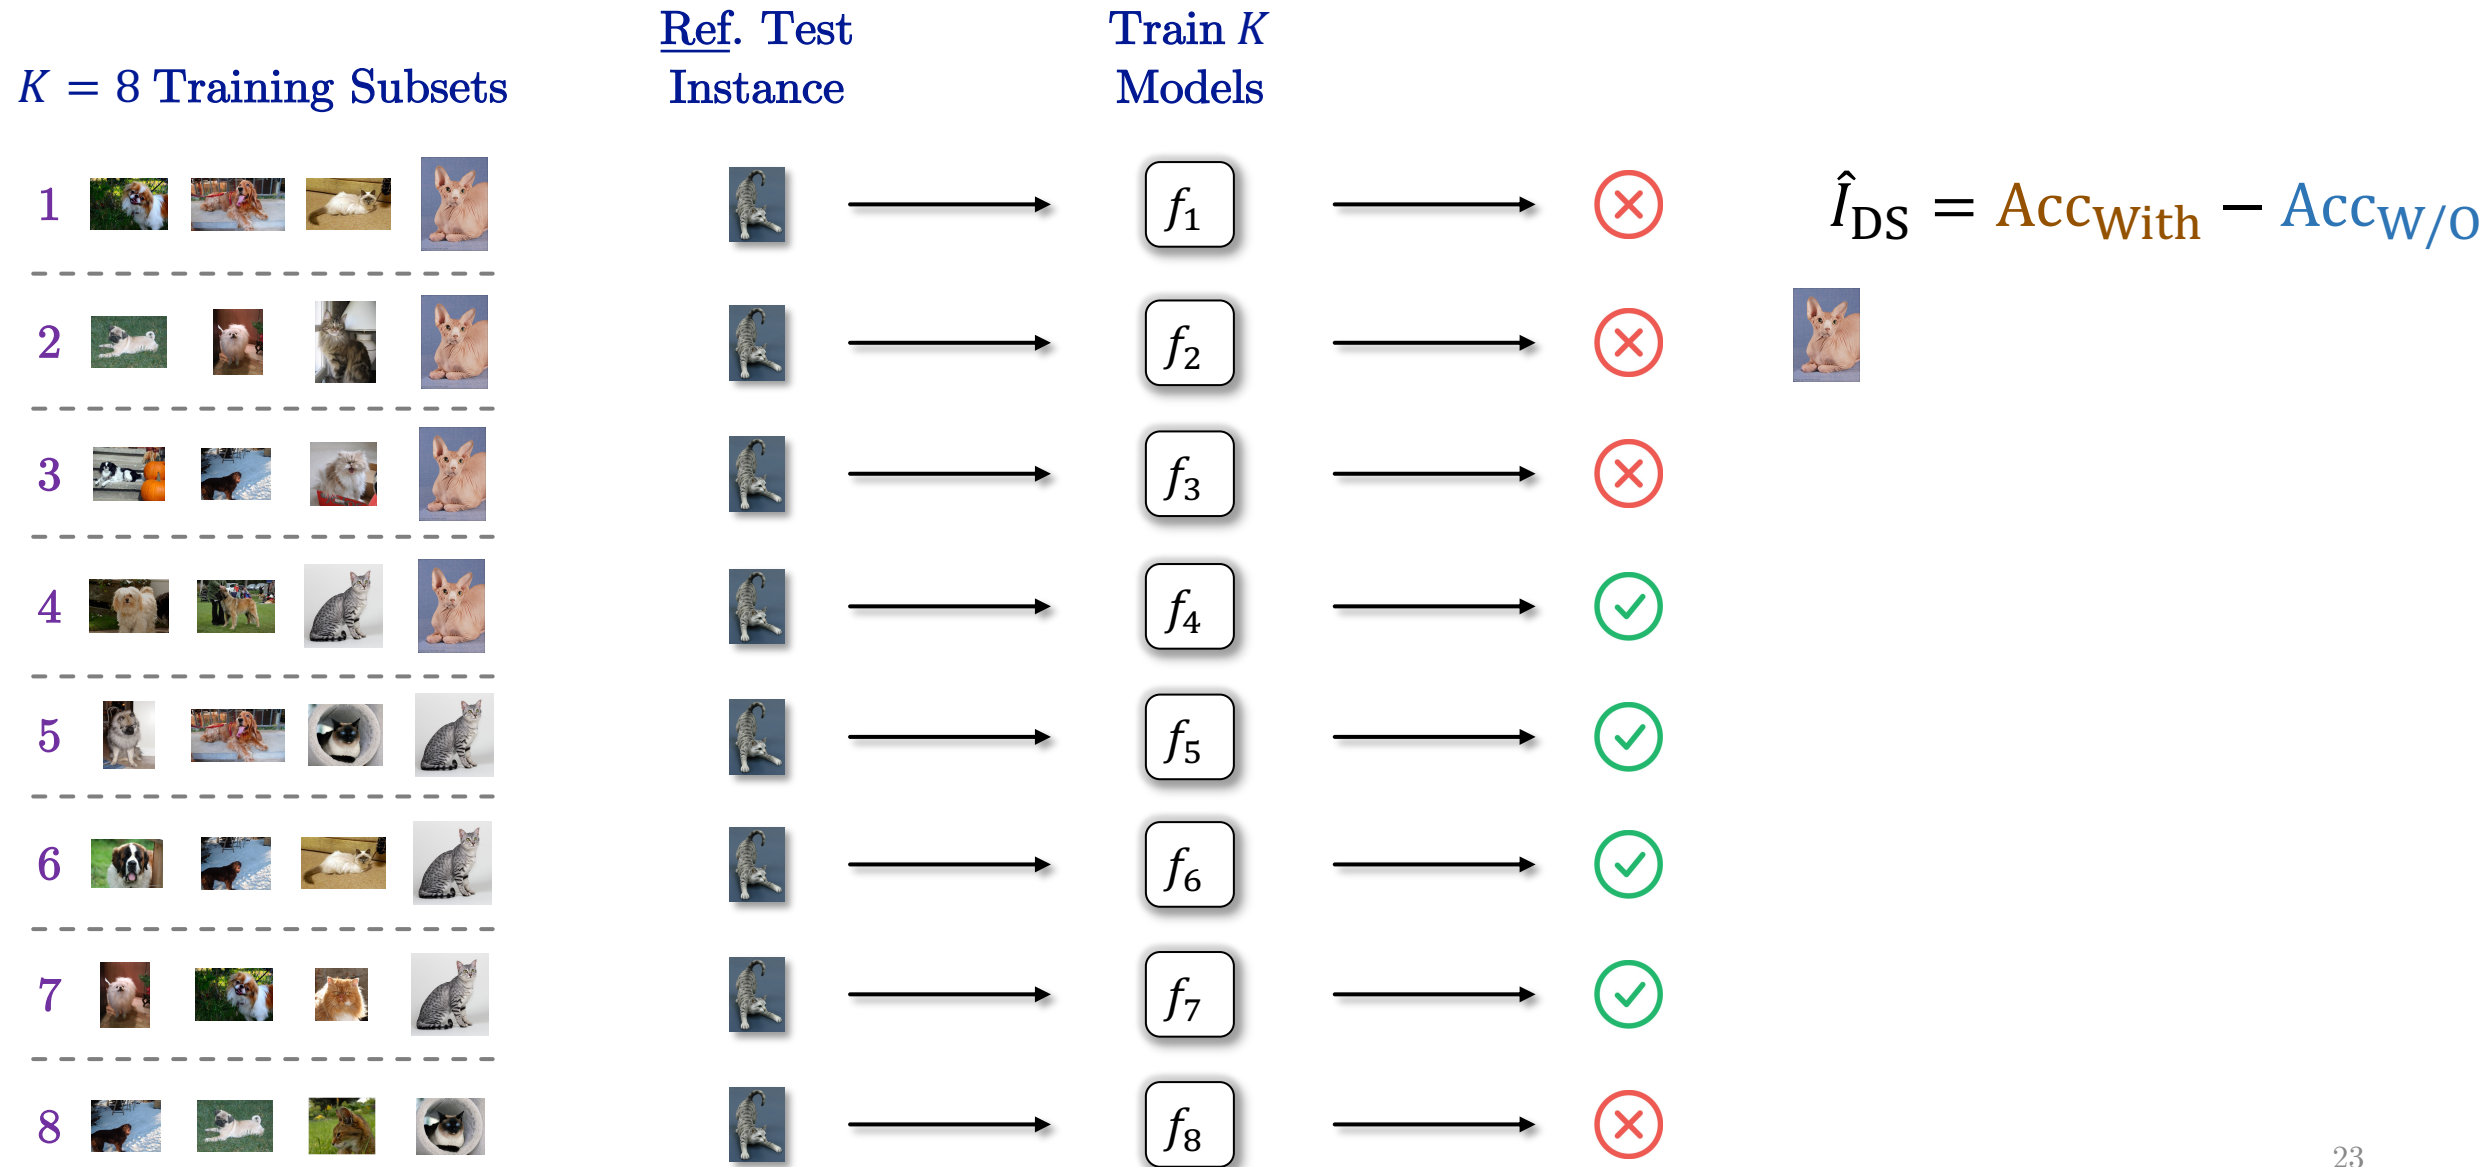 Ref. Test
Instance
Train K
Models
K = 8 Training Subsets
1 f₁ Î_DS = Acc_With − Acc_W/O
2 f₂
3 f₃
4 f₄
5 f₅
6 f₆
7 f₇
8 f₈
23